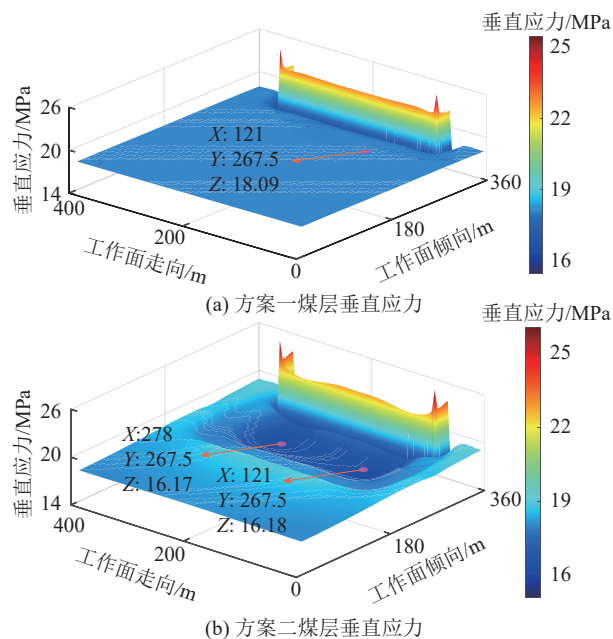 垂直应力/MPa
25
22
19
16
垂直应力/MPa
26
20
14
X: 121
Y: 267.5
Z: 18.09
400
200
0
180
360
工作面走向/m
工作面倾向/m
(a) 方案一煤层垂直应力
垂直应力/MPa
25
22
19
16
垂直应力/MPa
26
20
14
X:278
Y: 267.5
Z: 16.17
X: 121
Y: 267.5
Z: 16.18
400
200
0
180
360
工作面走向/m
工作面倾向/m
(b) 方案二煤层垂直应力